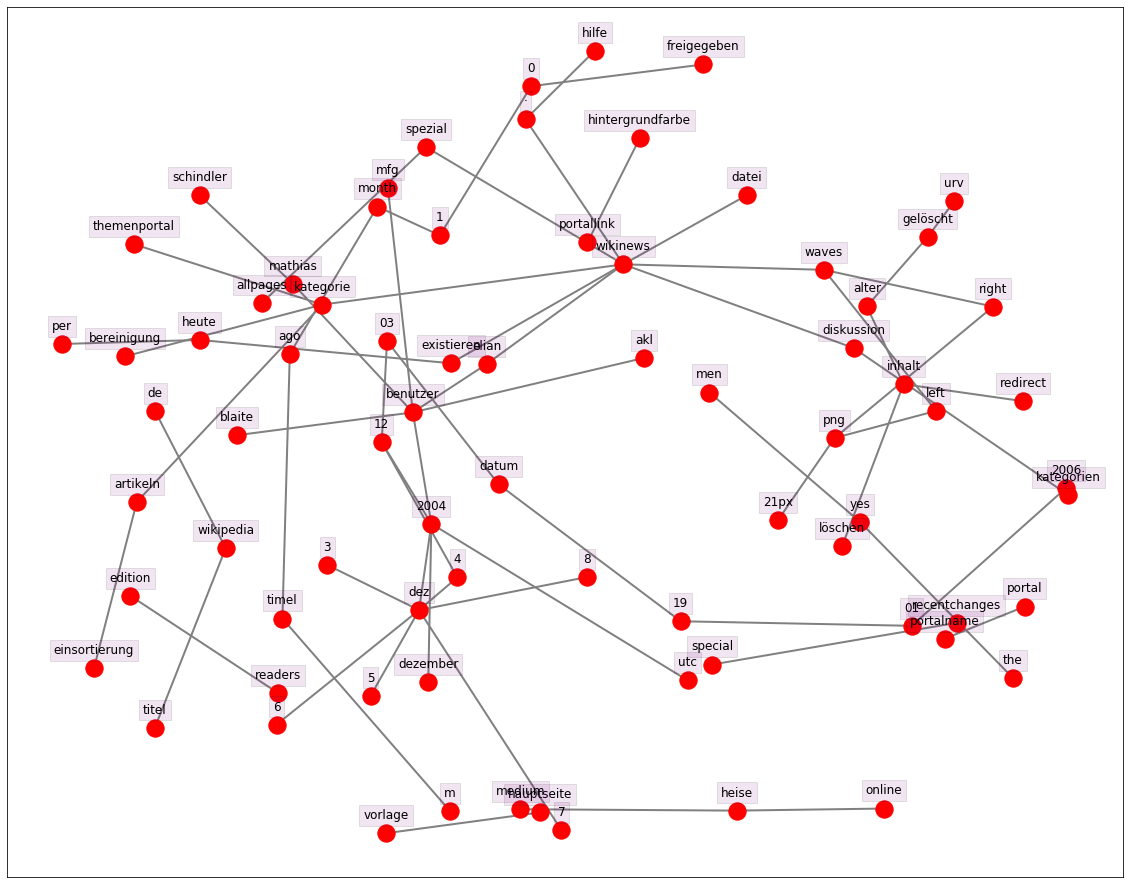 hilfe
freigegeben
0
:
hintergrundfarbe
spezial
mfg
schindler
datei
urv
month
1
gelöscht
themenportal
portallink
wikinews
waves
mathias
allpages
kategorie
alter
right
per
bereinigung
heute
ago
03
existieren
elian
akl
diskussion
inhalt
men
redirect
de
blaite
benutzer
left
12
png
datum
2006
kategorien
artikeln
2004
21px
yes
wikipedia
löschen
3
4
8
edition
timel
dez
19
01
recentchanges
portal
portalname
einsortierung
readers
5
dezember
utc
special
the
titel
6
m
medium
hauptseite
heise
online
vorlage
7